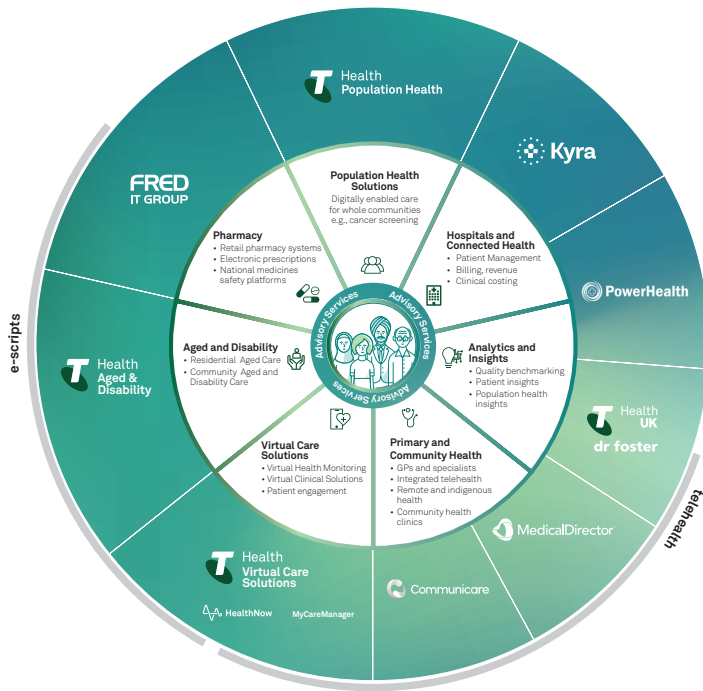 Health
Population Health
Kyra
PowerHealth
Health
UK
dr foster
MedicalDirector
Communicare
Health
Virtual Care
Solutions
HealthNow
MyCareManager
Health
Aged &
Disability
FRED
IT GROUP
e-scripts
telehealth
Population Health
Solutions
Digitally enabled care
for whole communities
e.g., cancer screening
Hospitals and
Connected Health
• Patient Management
• Billing, revenue
• Clinical costing
Analytics and
Insights
• Quality benchmarking
• Patient insights
• Population health
insights
Primary and
Community Health
• GPs and specialists
• Integrated telehealth
• Remote and indigenous
health
• Community health
clinics
Virtual Care
Solutions
• Virtual Health Monitoring
• Virtual Clinical Solutions
• Patient engagement
Aged and Disability
• Residential Aged Care
• Community Aged and
Disability Care
Pharmacy
• Retail pharmacy systems
• Electronic prescriptions
• National medicines
safety platforms
Advisory Services
Advisory Services
Advisory Services